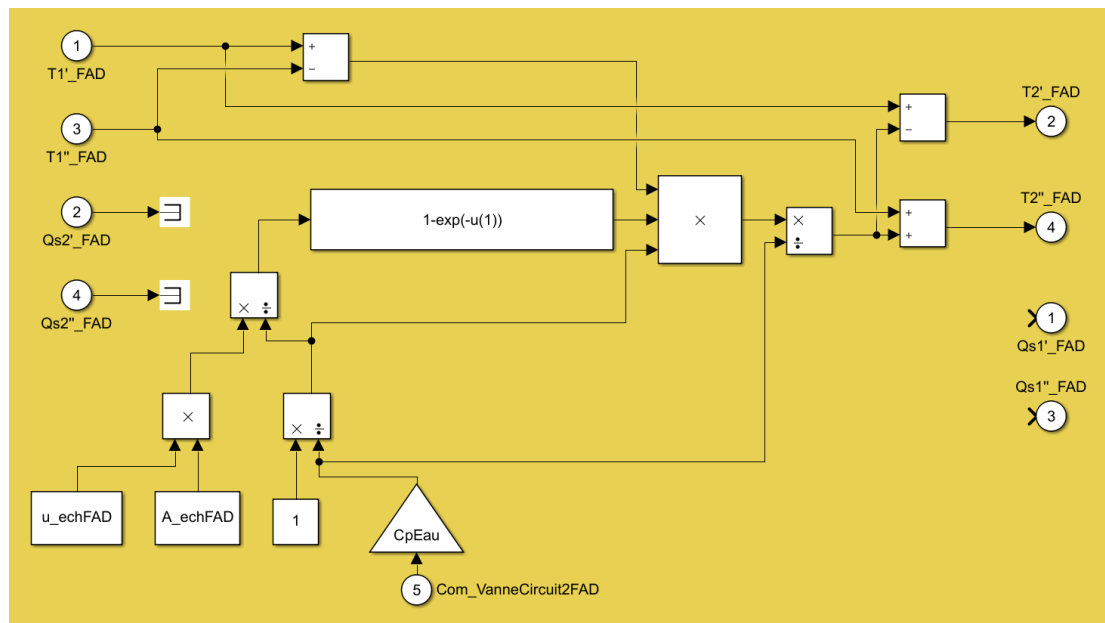 1
T1'_FAD
+
−
3
T1"_FAD
2
Qs2'_FAD
4
Qs2"_FAD
1-exp(-u(1))
×
×
÷
+
−
T2'_FAD
2
+
+
T2"_FAD
4
1
Qs1'_FAD
Qs1"_FAD
3
× ÷
×
× ÷
u_echFAD
A_echFAD
1
CpEau
5
Com_VanneCircuit2FAD